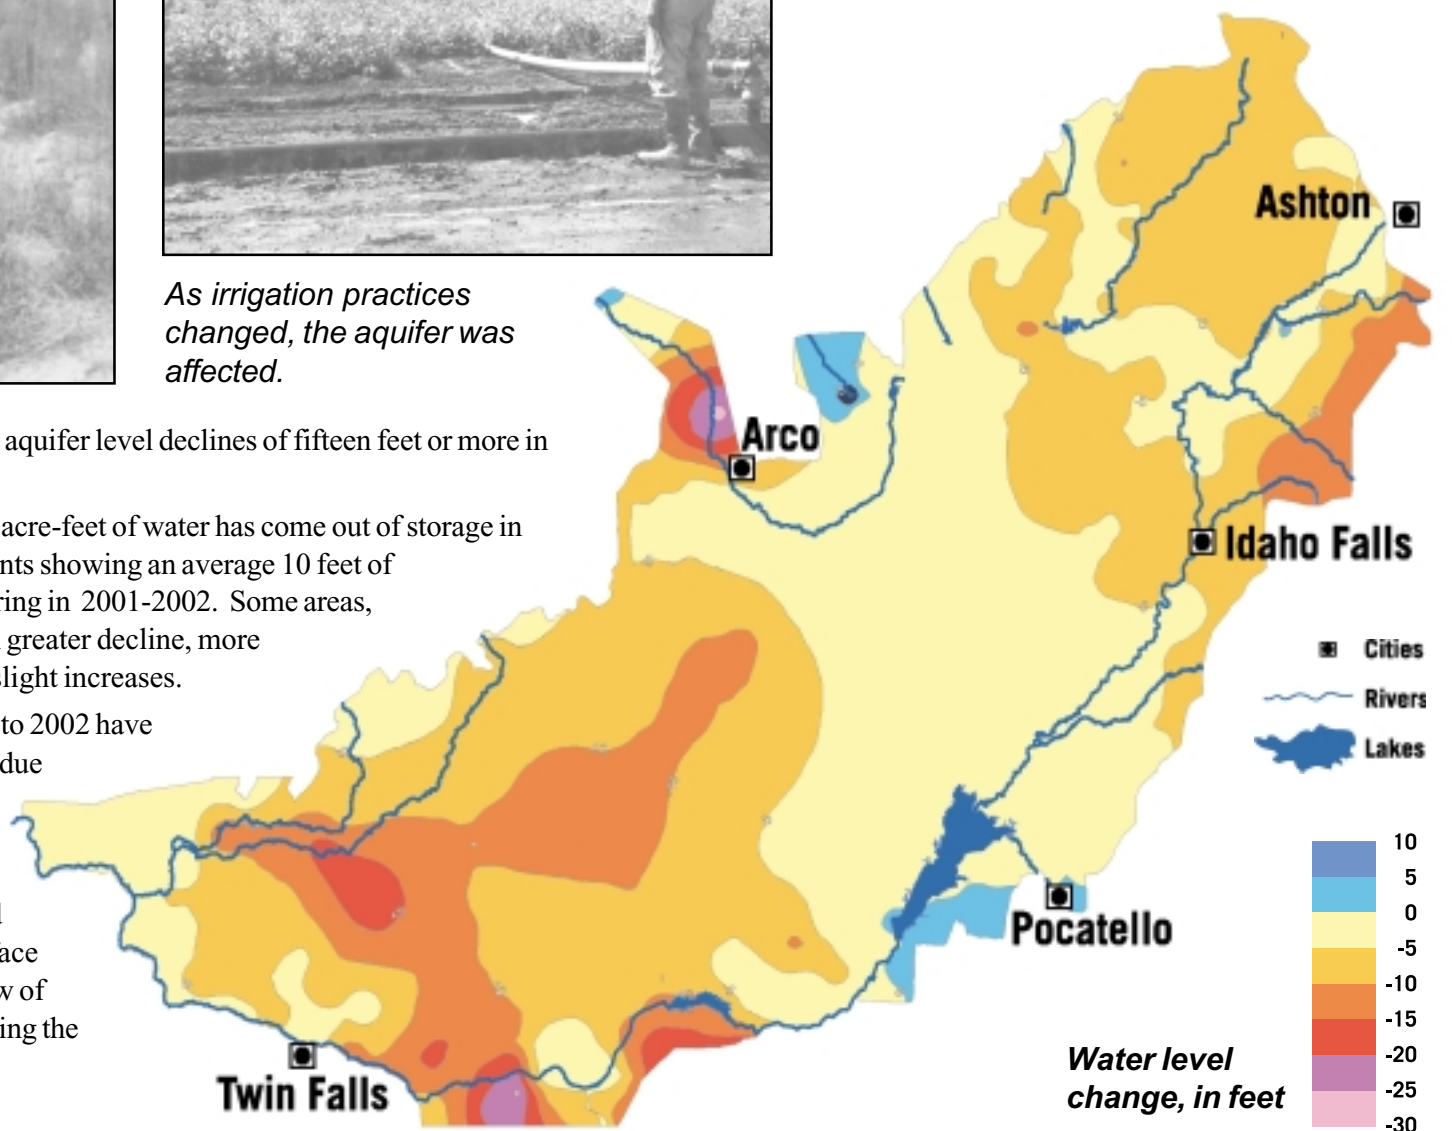 As irrigation practices
changed, the aquifer was
affected.
aquifer level declines of fifteen feet or more in
acre-feet of water has come out of storage in
nts showing an average 10 feet of
ring in 2001-2002. Some areas,
greater decline, more
slight increases.
to 2002 have
due
ace
w of
ing the
Ashton
Arco
Idaho Falls
Pocatello
Twin Falls
Cities
Rivers
Lakes
Water level
change, in feet
10
5
0
-5
-10
-15
-20
-25
-30